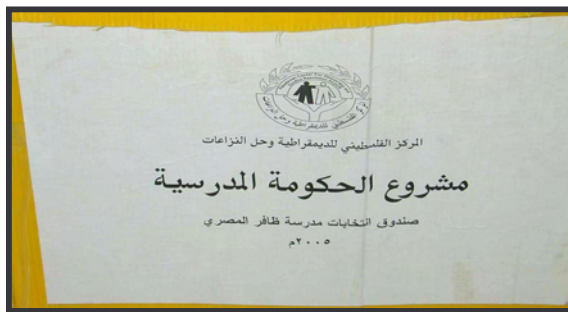 المركز الفلسطيني للديمقراطية وحل النزاعات
مشروع الحكومة المدرسية
صندوق انتخابات مدرسة ظافر المصري
٢٠٠٥م